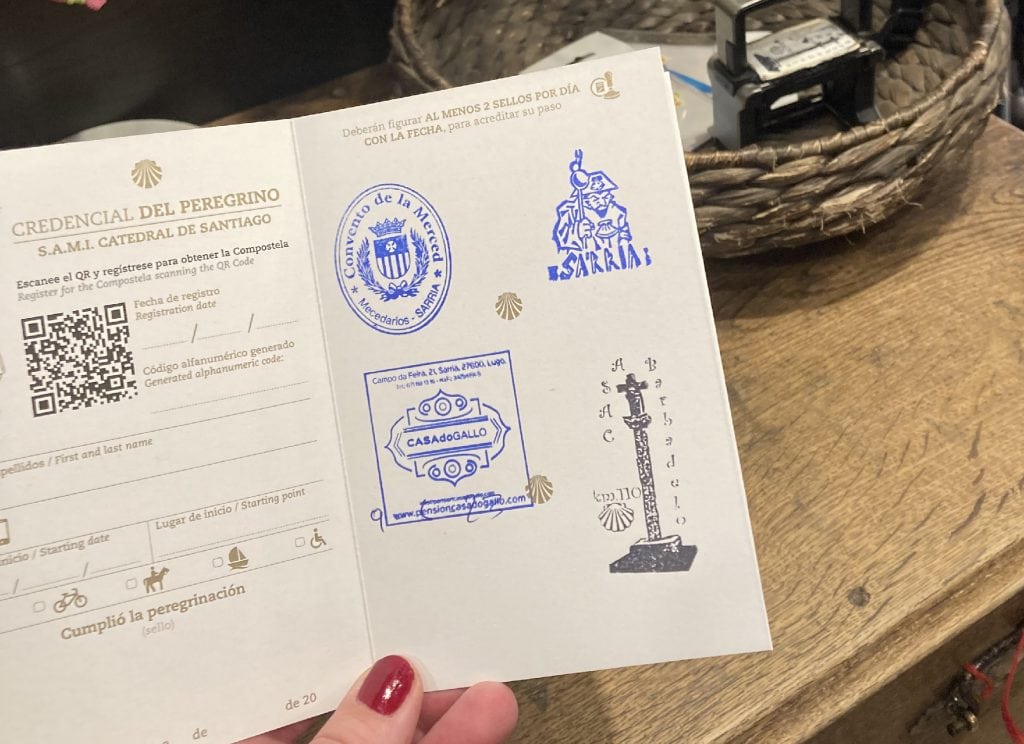 CREDENCIAL DEL PEREGRINO
S.A.M.I. CATEDRAL DE SANTIAGO
Escanee el QR y regístrese para obtener la Compostela
Register for the Compostela scanning the QR Code
Fecha de registro
Registration date
/ /
Código alfanumérico generado
Generated alphanumeric code:
pellidos / First and last name
inicio / Starting date
Lugar de inicio / Starting point
/ /
Cumplió la peregrinación
(sello)
de
de 20
Deberán figurar AL MENOS 2 SELLOS POR DÍA
CON LA FECHA, para acreditar su paso
Convento de la Merced
★ Mecedarios - SARRIA ★
SARRIA
Campo da Feira, 21, Sarria, 27600, Lugo.
CASAdoGALLO
www.pensioncasadogallo.com
CASA
Barbadelo
km.110